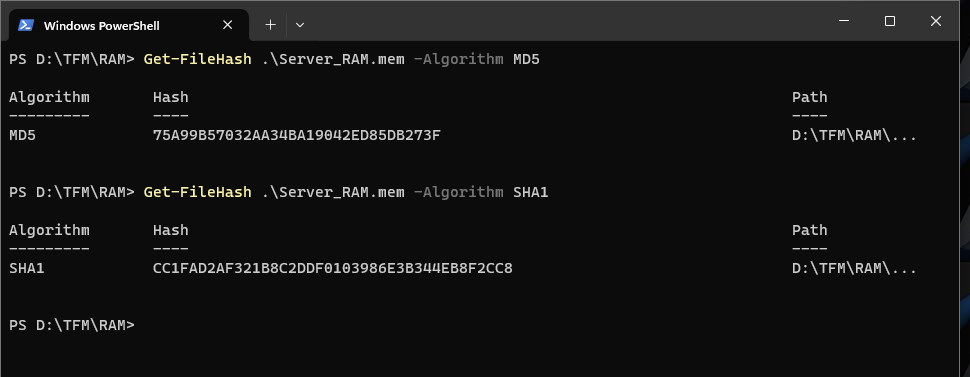 Windows PowerShell
PS D:\TFM\RAM> Get-FileHash .\Server_RAM.mem -Algorithm MD5
Algorithm Hash Path
--------- ---- ----
MD5 75A99B57032AA34BA19042ED85DB273F D:\TFM\RAM\...
PS D:\TFM\RAM> Get-FileHash .\Server_RAM.mem -Algorithm SHA1
Algorithm Hash Path
--------- ---- ----
SHA1 CC1FAD2AF321B8C2DDF0103986E3B344EB8F2CC8 D:\TFM\RAM\...
PS D:\TFM\RAM>